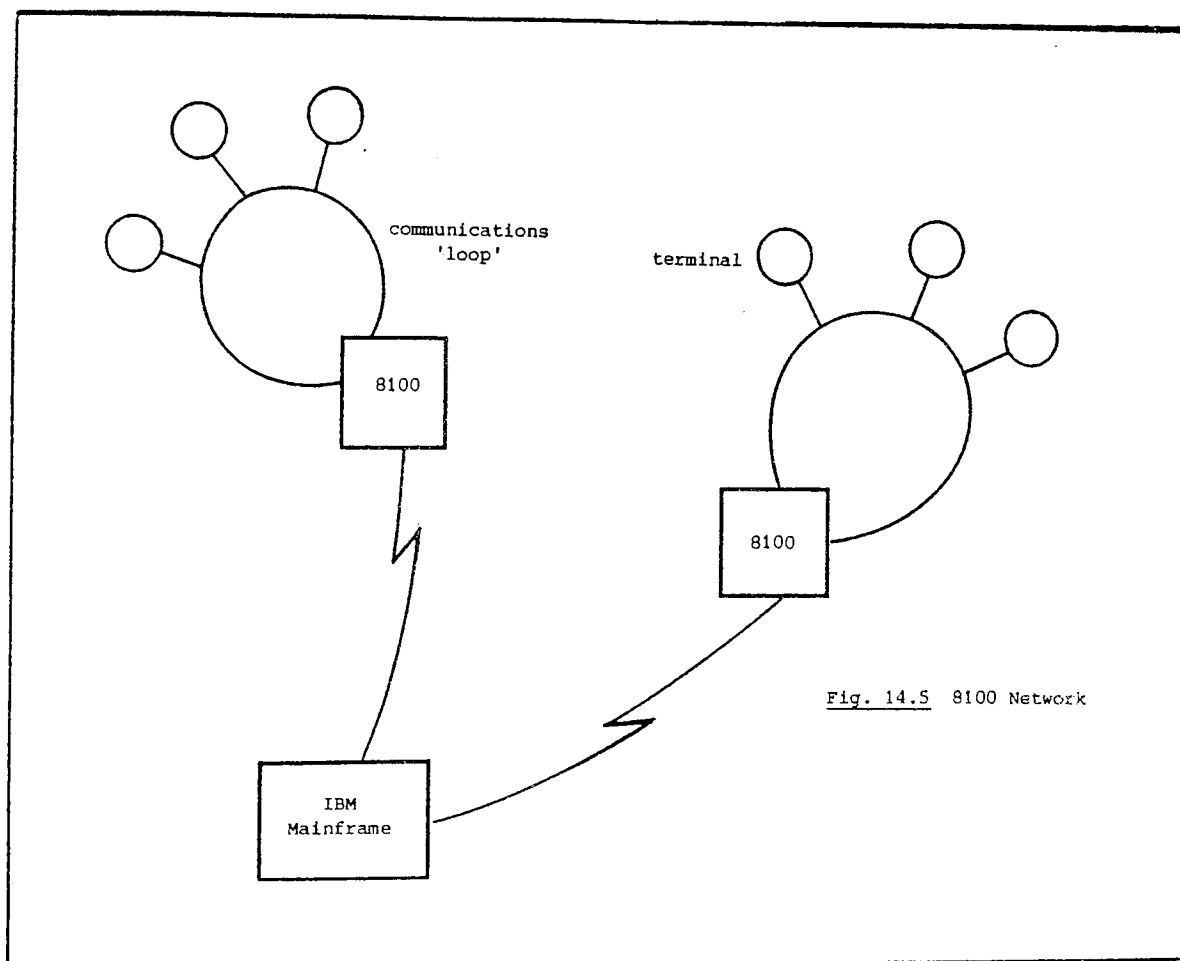 communications
'loop'
terminal
8100
8100
Fig. 14.5 8100 Network
IBM
Mainframe